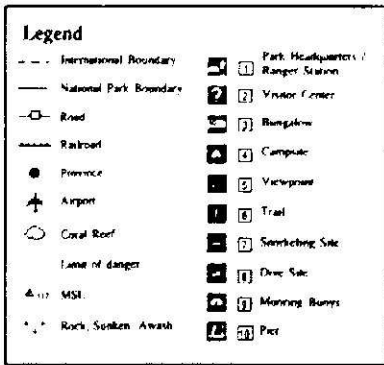 Legend
International Boundary
National Park Boundary
Road
Railroad
Province
Airport
Coral Reef
Lime of danger
117 MSL
Rock, Sunken, Awash
1 Park Headquarters /
Ranger Station
2 Visitor Center
3 Bungalow
4 Campsite
5 Viewpoint
6 Trail
7 Snorkeling Site
8 Dive Site
9 Mooring Buoys
10 Pier